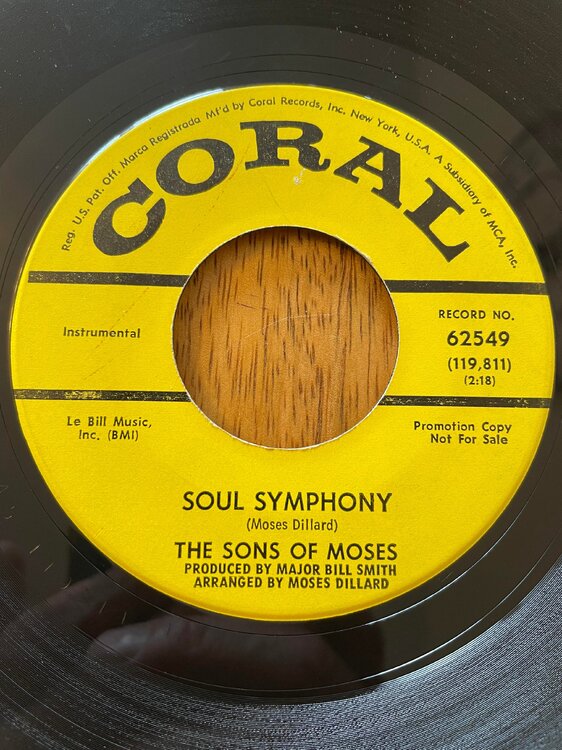 Reg. U.S. Pat. Off. Marca Registrada Mf'd by Coral Records, Inc. New York, U.S.A. A Subsidiary of MCA, Inc.
CORAL
Instrumental
RECORD NO.
62549
(119,811)
(2:18)
Le Bill Music,
Inc. (BMI)
Promotion Copy
Not For Sale
SOUL SYMPHONY
(Moses Dillard)
THE SONS OF MOSES
PRODUCED BY MAJOR BILL SMITH
ARRANGED BY MOSES DILLARD